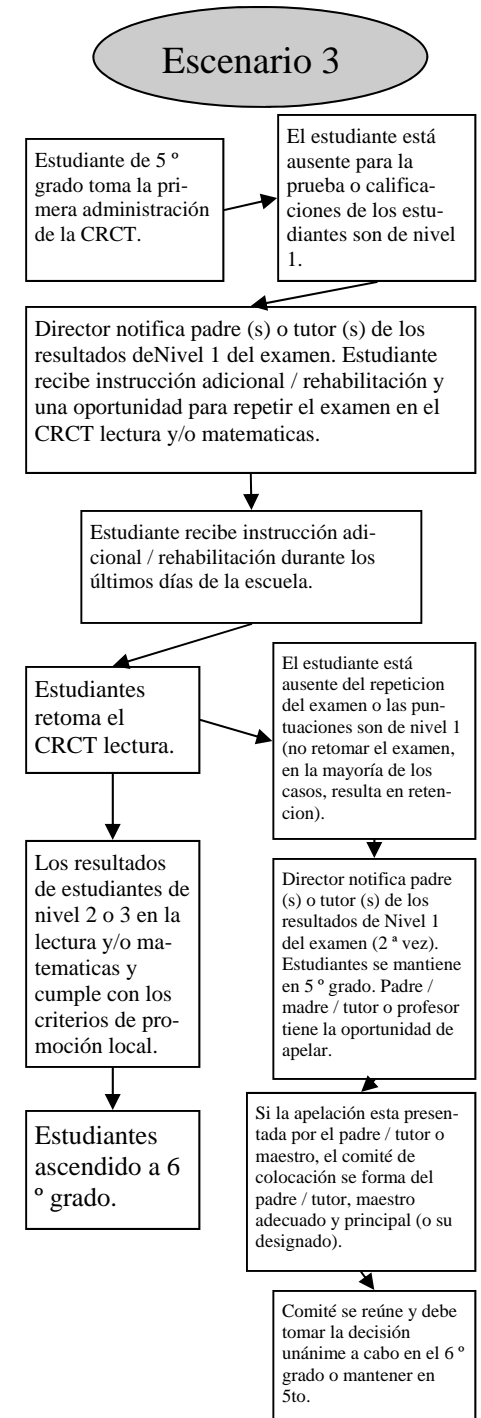 Escenario 3
Estudiante de 5 º
grado toma la pri-
mera administración
de la CRCT.
El estudiante está
ausente para la
prueba o califica-
ciones de los estu-
diantes son de nivel
1.
Director notifica padre (s) o tutor (s) de los
resultados deNivel 1 del examen. Estudiante
recibe instrucción adicional / rehabilitación y
una oportunidad para repetir el examen en el
CRCT lectura y/o matematicas.
Estudiante recibe instrucción adi-
cional / rehabilitación durante los
últimos días de la escuela.
Estudiantes
retoma el
CRCT lectura.
El estudiante está
ausente del repeticion
del examen o las pun-
tuaciones son de nivel 1
(no retomar el examen,
en la mayoría de los
casos, resulta en reten-
cion).
Los resultados
de estudiantes de
nivel 2 o 3 en la
lectura y/o ma-
tematicas y
cumple con los
criterios de pro-
moción local.
Director notifica padre
(s) o tutor (s) de los
resultados de Nivel 1
del examen (2 ª vez).
Estudiantes se mantiene
en 5 º grado. Padre /
madre / tutor o profesor
tiene la oportunidad de
apelar.
Estudiantes
ascendido a 6
º grado.
Si la apelación esta presen-
tada por el padre / tutor o
maestro, el comité de
colocación se forma del
padre / tutor, maestro
adecuado y principal (o su
designado).
Comité se reúne y debe
tomar la decisión
unánime a cabo en el 6 º
grado o mantener en
5to.